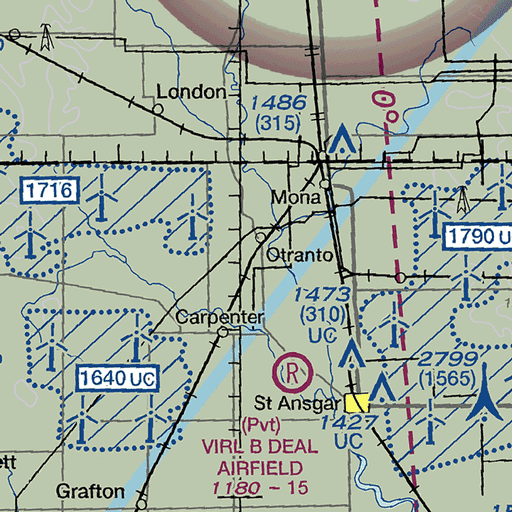 London
1486
(315)
1716
Mona
1790 U
Otranto
1473
(310)
UC
Carpenter
1640 UC
2799
(1565)
R
St Ansgar
1427
UC
(Pvt)
VIRL B DEAL
AIRFIELD
1180 - 15
ett
Grafton